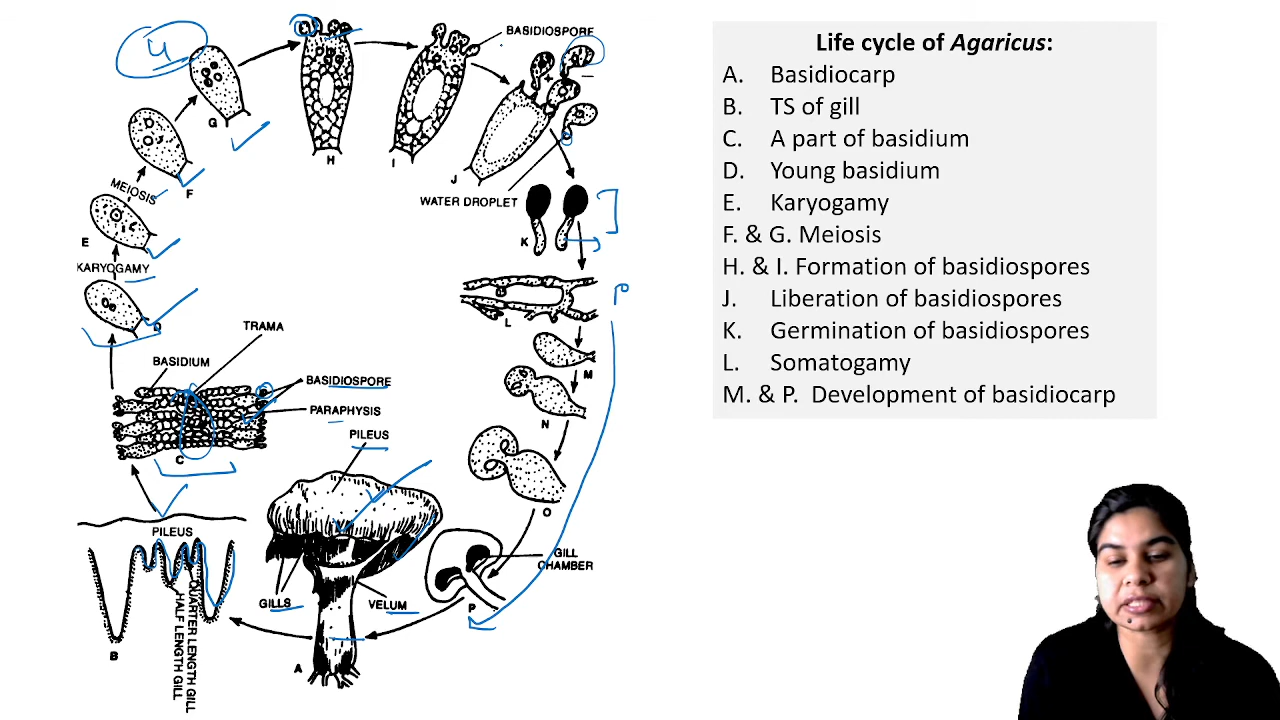 4
BASIDIOSPORE
G
H
I
J
D
F
MEIOSIS
WATER DROPLET
K
E
KARYOGAMY
D
L
TRAMA
BASIDIUM
M
BASIDIOSPORE
PARAPHYSIS
N
PILEUS
C
O
PILEUS
GILL
CHAMBER
GILLS
VELUM
P
QUARTER LENGTH GILL
HALF LENGTH GILL
B
A
Life cycle of Agaricus:
A. Basidiocarp
B. TS of gill
C. A part of basidium
D. Young basidium
E. Karyogamy
F. & G. Meiosis
H. & I. Formation of basidiospores
J. Liberation of basidiospores
K. Germination of basidiospores
L. Somatogamy
M. & P. Development of basidiocarp